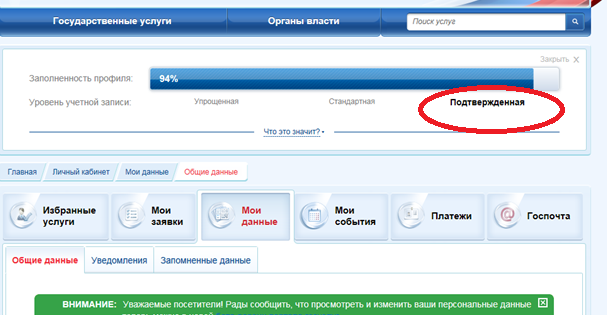 Государственные услуги Органы власти Поиск услуг
Закрыть X
Заполненность профиля: 94%
Уровень учетной записи: Упрощенная Стандартная Подтвержденная
Что это значит?
Главная Личный кабинет Мои данные Общие данные
Избранные услуги Мои заявки Мои данные Мои события Платежи Госпочта
Общие данные Уведомления Запомненные данные
ВНИМАНИЕ: Уважаемые посетители! Рады сообщить, что просмотреть и изменить ваши персональные данные